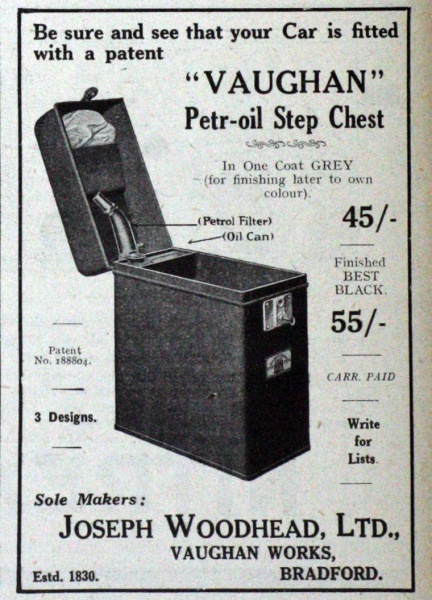 Be sure and see that your Car is fitted
with a patent
"VAUGHAN"
Petr-oil Step Chest
In One Coat GREY
(for finishing later to own
colour).
45/-
(Petrol Filter)
(Oil Can)
Finished
BEST
BLACK.
55/-
Patent
No. 188804.
CARR. PAID
3 Designs.
Write
for
Lists.
Sole Makers:
JOSEPH WOODHEAD, LTD.,
VAUGHAN WORKS,
Estd. 1830.
BRADFORD.